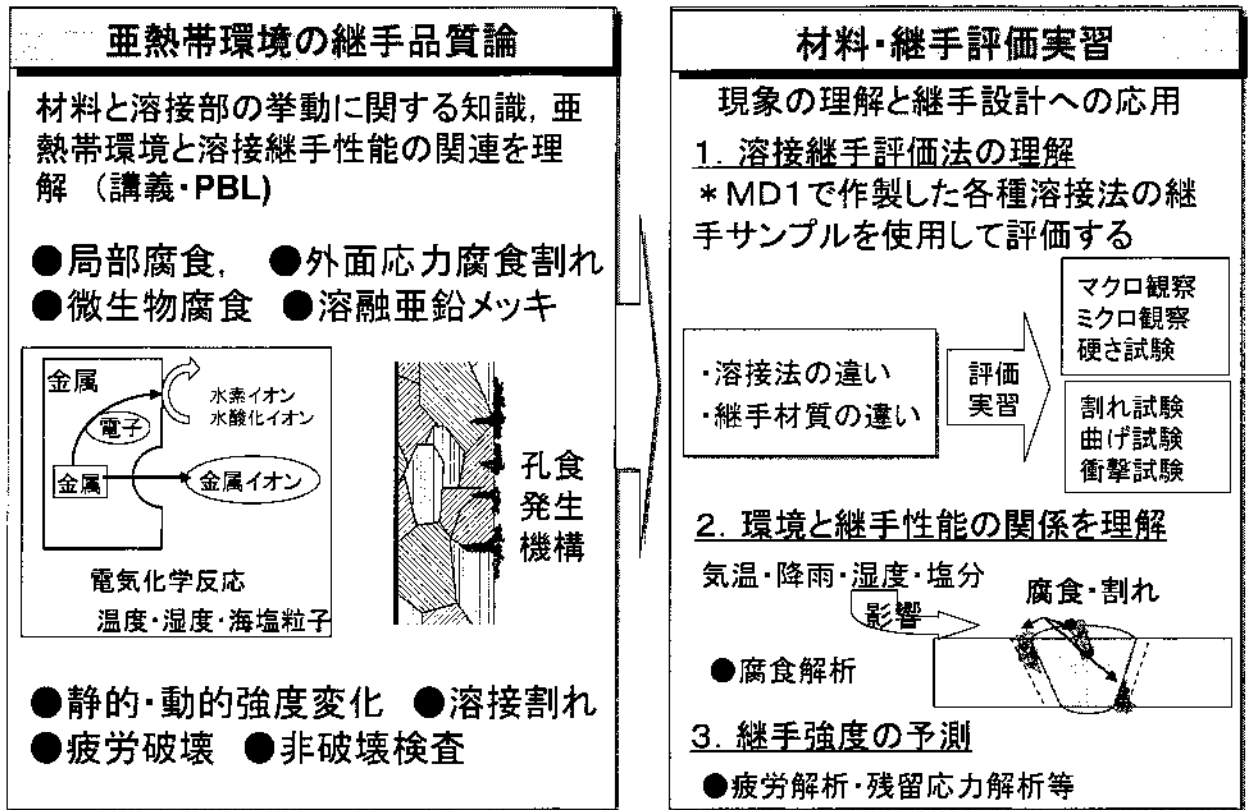 亜熱帯環境の継手品質論
材料と溶接部の挙動に関する知識, 亜
熱帯環境と溶接継手性能の関連を理
解 （講義・PBL)
●局部腐食, ●外面応力腐食割れ
●微生物腐食 ●溶融亜鉛メッキ
金属
水素イオン
水酸化イオン
電子
金属
金属イオン
電気化学反応
温度・湿度・海塩粒子
孔食
発生
機構
●静的・動的強度変化 ●溶接割れ
●疲労破壊 ●非破壊検査
材料・継手評価実習
現象の理解と継手設計への応用
1. 溶接継手評価法の理解
＊MD1で作製した各種溶接法の継
手サンプルを使用して評価する
・溶接法の違い
・継手材質の違い
評価
実習
マクロ観察
ミクロ観察
硬さ試験
割れ試験
曲げ試験
衝撃試験
2. 環境と継手性能の関係を理解
気温・降雨・湿度・塩分
影響
腐食・割れ
●腐食解析
3. 継手強度の予測
●疲労解析・残留応力解析等